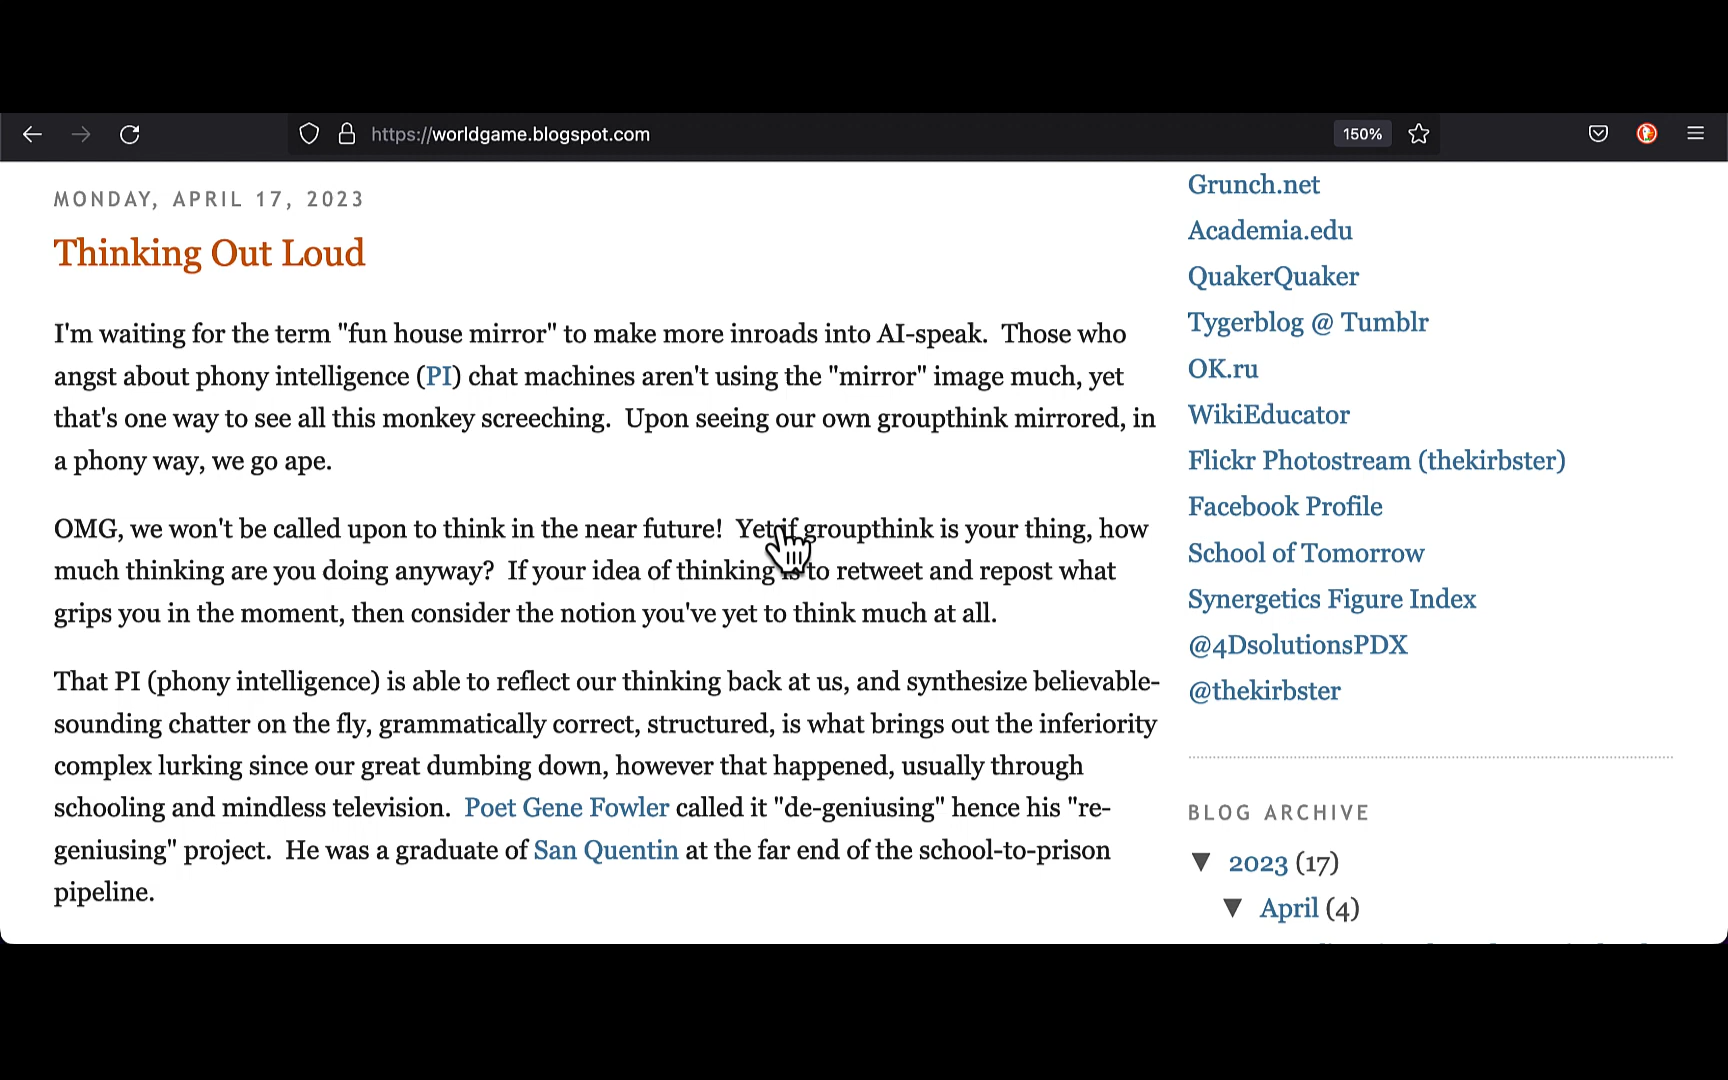 https://worldgame.blogspot.com
150%
MONDAY, APRIL 17, 2023
Thinking Out Loud
I'm waiting for the term "fun house mirror" to make more inroads into AI-speak.  Those who
angst about phony intelligence (PI) chat machines aren't using the "mirror" image much, yet
that's one way to see all this monkey screeching.  Upon seeing our own groupthink mirrored, in
a phony way, we go ape.
OMG, we won't be called upon to think in the near future!  Yet if groupthink is your thing, how
much thinking are you doing anyway?  If your idea of thinking is to retweet and repost what
grips you in the moment, then consider the notion you've yet to think much at all.
That PI (phony intelligence) is able to reflect our thinking back at us, and synthesize believable-
sounding chatter on the fly, grammatically correct, structured, is what brings out the inferiority
complex lurking since our great dumbing down, however that happened, usually through
schooling and mindless television.  Poet Gene Fowler called it "de-geniusing" hence his "re-
geniusing" project.  He was a graduate of San Quentin at the far end of the school-to-prison
pipeline.
Grunch.net
Academia.edu
QuakerQuaker
Tygerblog @ Tumblr
OK.ru
WikiEducator
Flickr Photostream (thekirbster)
Facebook Profile
School of Tomorrow
Synergetics Figure Index
@4DsolutionsPDX
@thekirbster
BLOG ARCHIVE
▼ 2023 (17)
▼ April (4)